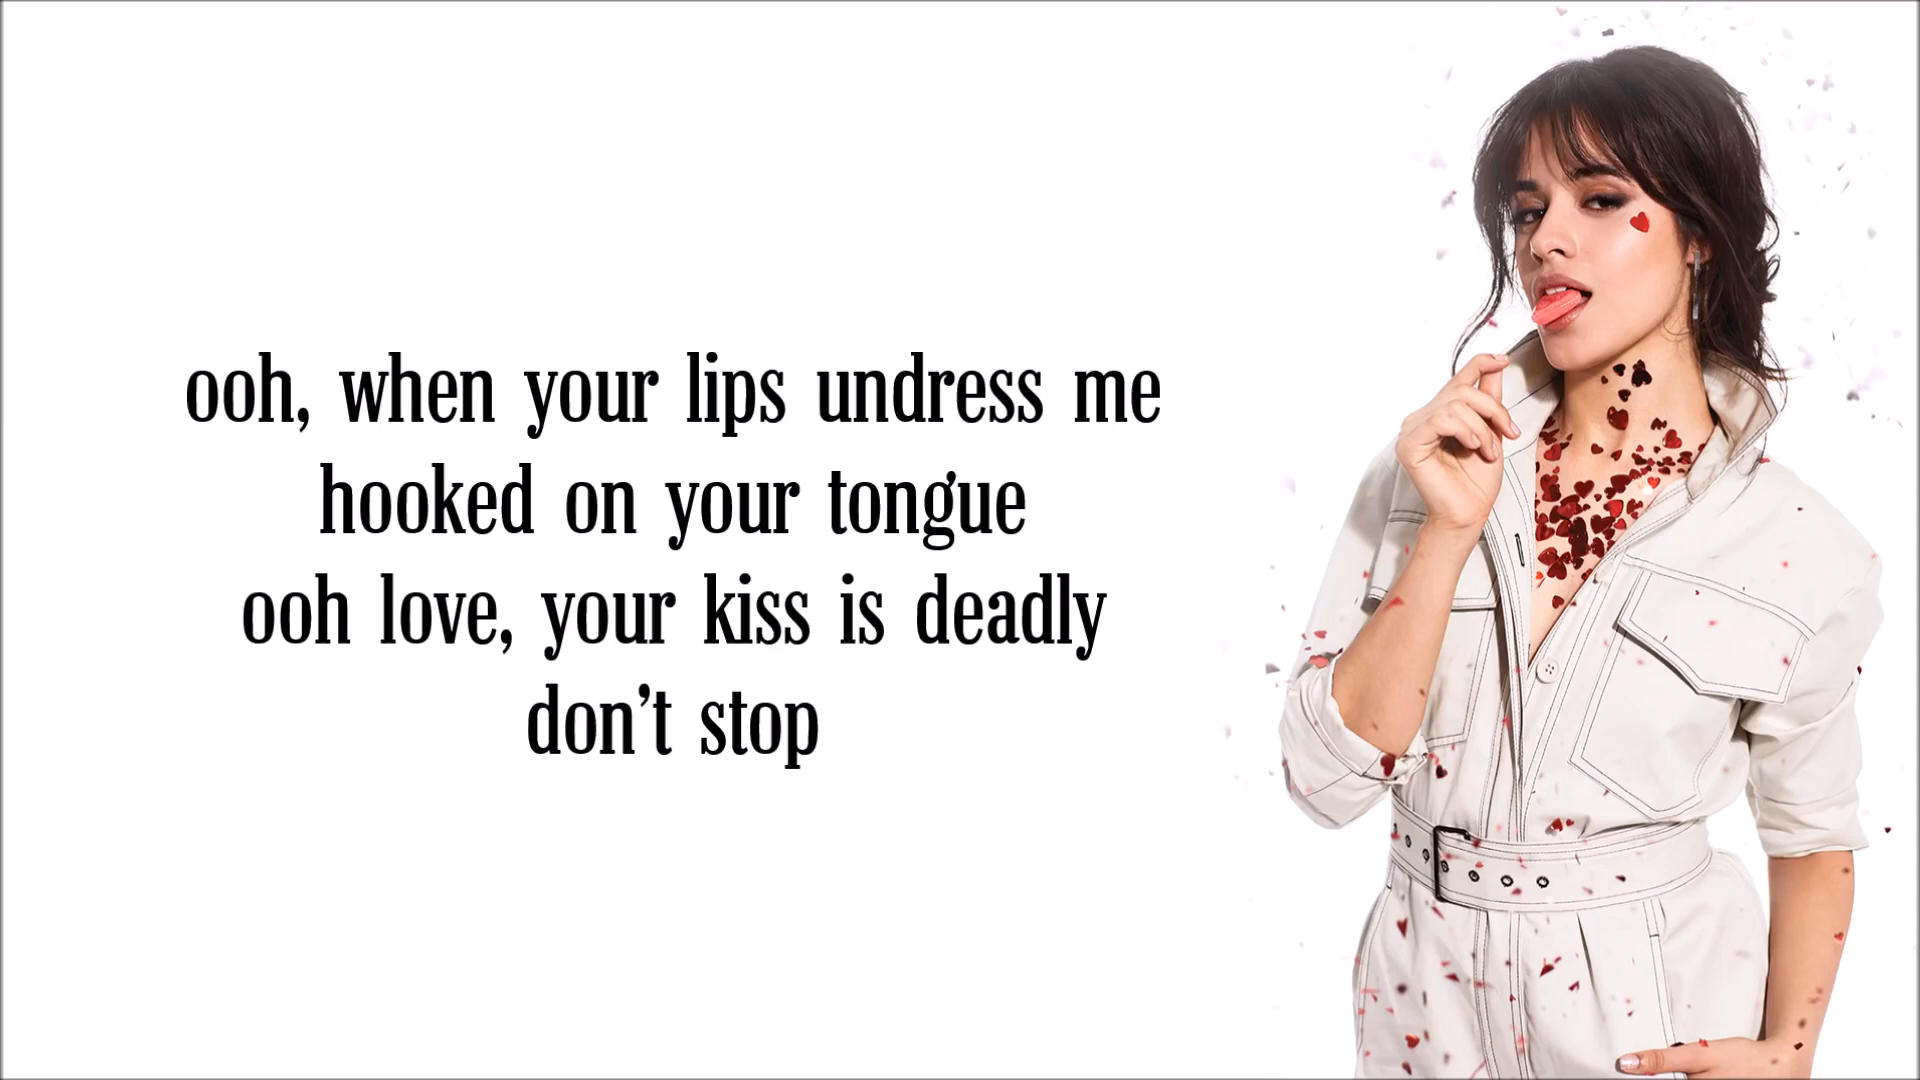 ooh, when your lips undress me
hooked on your tongue
ooh love, your kiss is deadly
don't stop